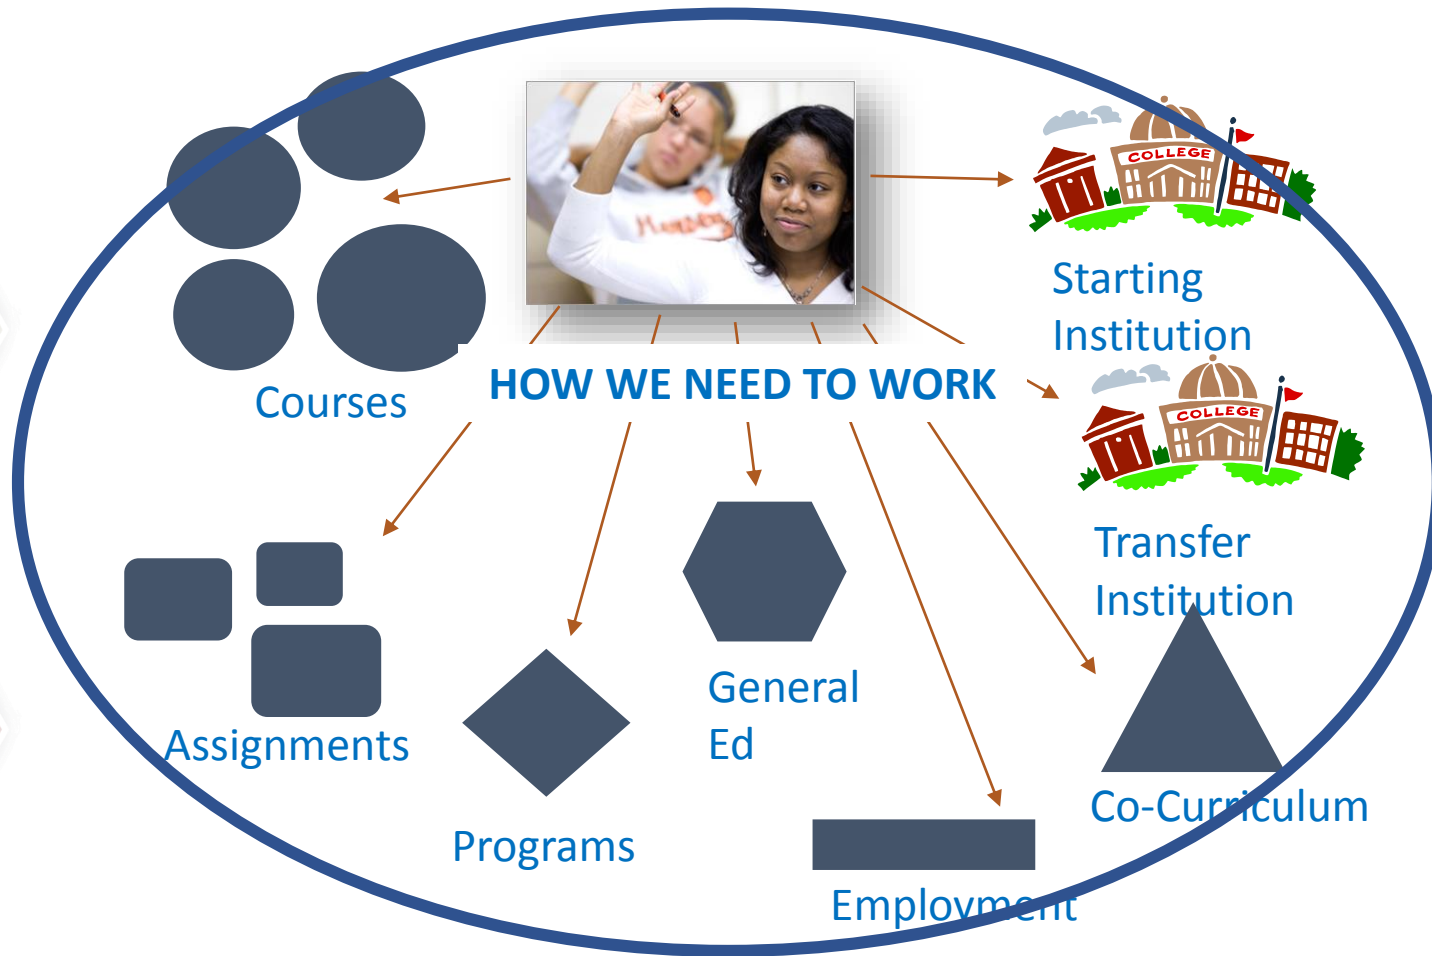 COLLEGE
Starting
Institution
HOW WE NEED TO WORK
Courses
COLLEGE
Transfer
Institution
General
Ed
Assignments
Programs
Co-Curriculum
Employment